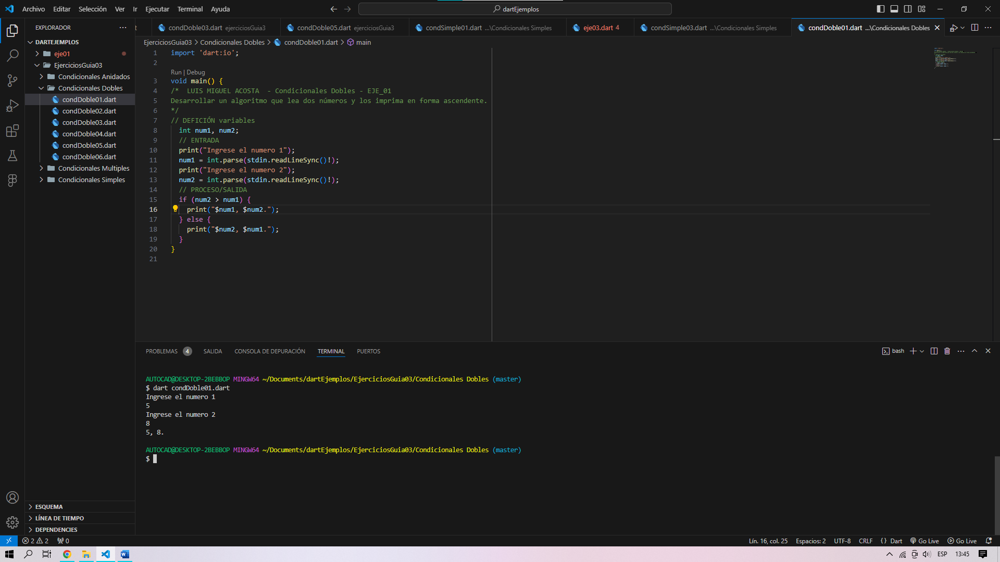 Archivo Editar Selección Ver Ir Ejecutar Terminal Ayuda
dartEjemplos
EXPLORADOR
t condDoble03.dart ejerciciosGuia3 condDoble05.dart ejerciciosGuia3 condSimple01.dart ...\Condicionales Simples eje03.dart 4 condSimple03.dart ...\Condicionales Simples condDoble01.dart ...\Condicionales Dobles
EjerciciosGuia03 > Condicionales Dobles > condDoble01.dart > main
DARTEJEMPLOS
eje01
EjerciciosGuia03
Condicionales Anidados
Condicionales Dobles
condDoble01.dart
condDoble02.dart
condDoble03.dart
condDoble04.dart
condDoble05.dart
condDoble06.dart
Condicionales Multiples
Condicionales Simples
ESQUEMA
LÍNEA DE TIEMPO
DEPENDENCIES
1 import 'dart:io';
2
Run | Debug
3 void main() {
4 /*  LUIS MIGUEL ACOSTA  - Condicionales Dobles - EJE_01
5 Desarrollar un algoritmo que lea dos números y los imprima en forma ascendente.
6 */
7 // DEFICIÓN variables
8   int num1, num2;
9   // ENTRADA
10   print("Ingrese el numero 1");
11   num1 = int.parse(stdin.readLineSync()!);
12   print("Ingrese el numero 2");
13   num2 = int.parse(stdin.readLineSync()!);
14   // PROCESO/SALIDA
15   if (num2 > num1) {
16     print("$num1, $num2.");
17   } else {
18     print("$num2, $num1.");
19   }
20 }
21
PROBLEMAS 4 SALIDA CONSOLA DE DEPURACIÓN TERMINAL PUERTOS
bash
AUTOCAD@DESKTOP-2BEBBOP MINGW64 ~/Documents/dartEjemplos/EjerciciosGuia03/Condicionales Dobles (master)
$ dart condDoble01.dart
Ingrese el numero 1
5
Ingrese el numero 2
8
5, 8.
AUTOCAD@DESKTOP-2BEBBOP MINGW64 ~/Documents/dartEjemplos/EjerciciosGuia03/Condicionales Dobles (master)
$
2 2 0
Lín. 16, col. 25 Espacios: 2 UTF-8 CRLF {} Dart Go Live Go Live
ESP 13:45